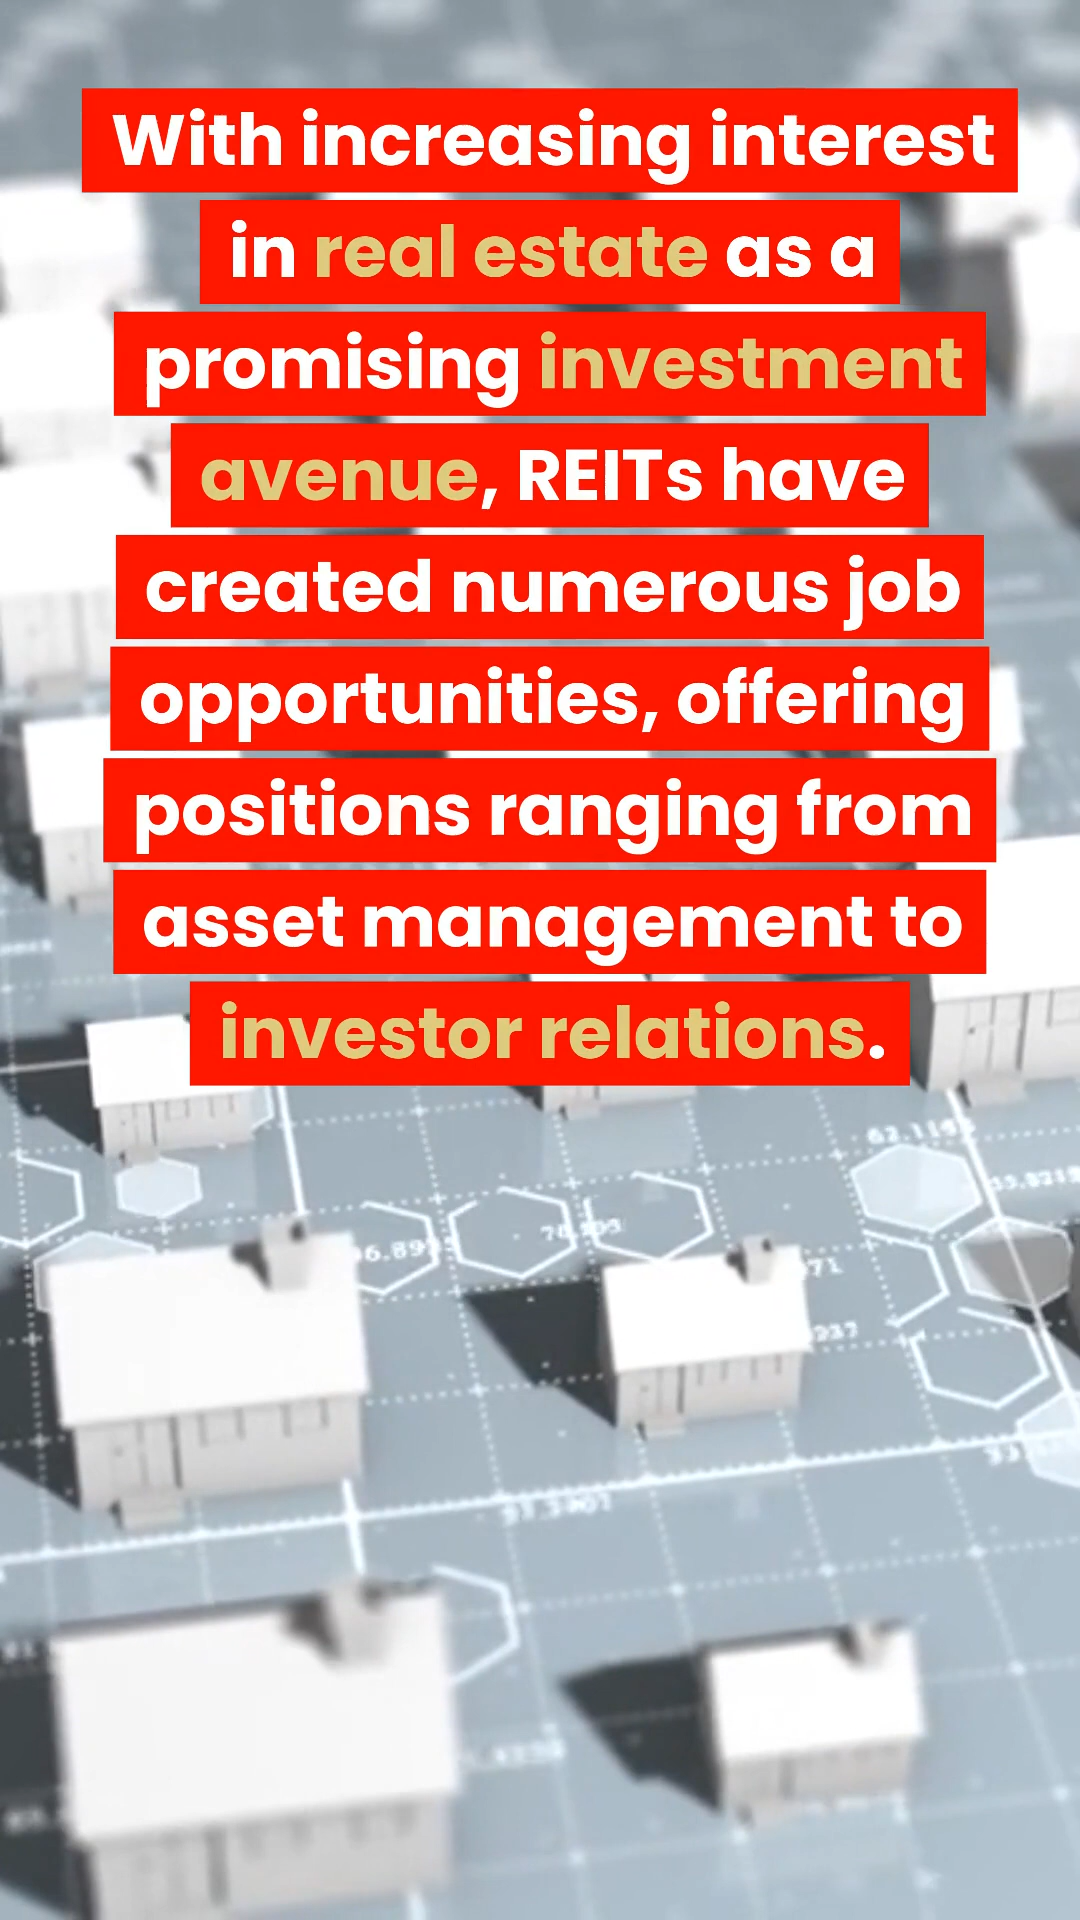 With increasing interest
in real estate as a
promising investment
avenue, REITs have
created numerous job
opportunities, offering
positions ranging from
asset management to
investor relations.